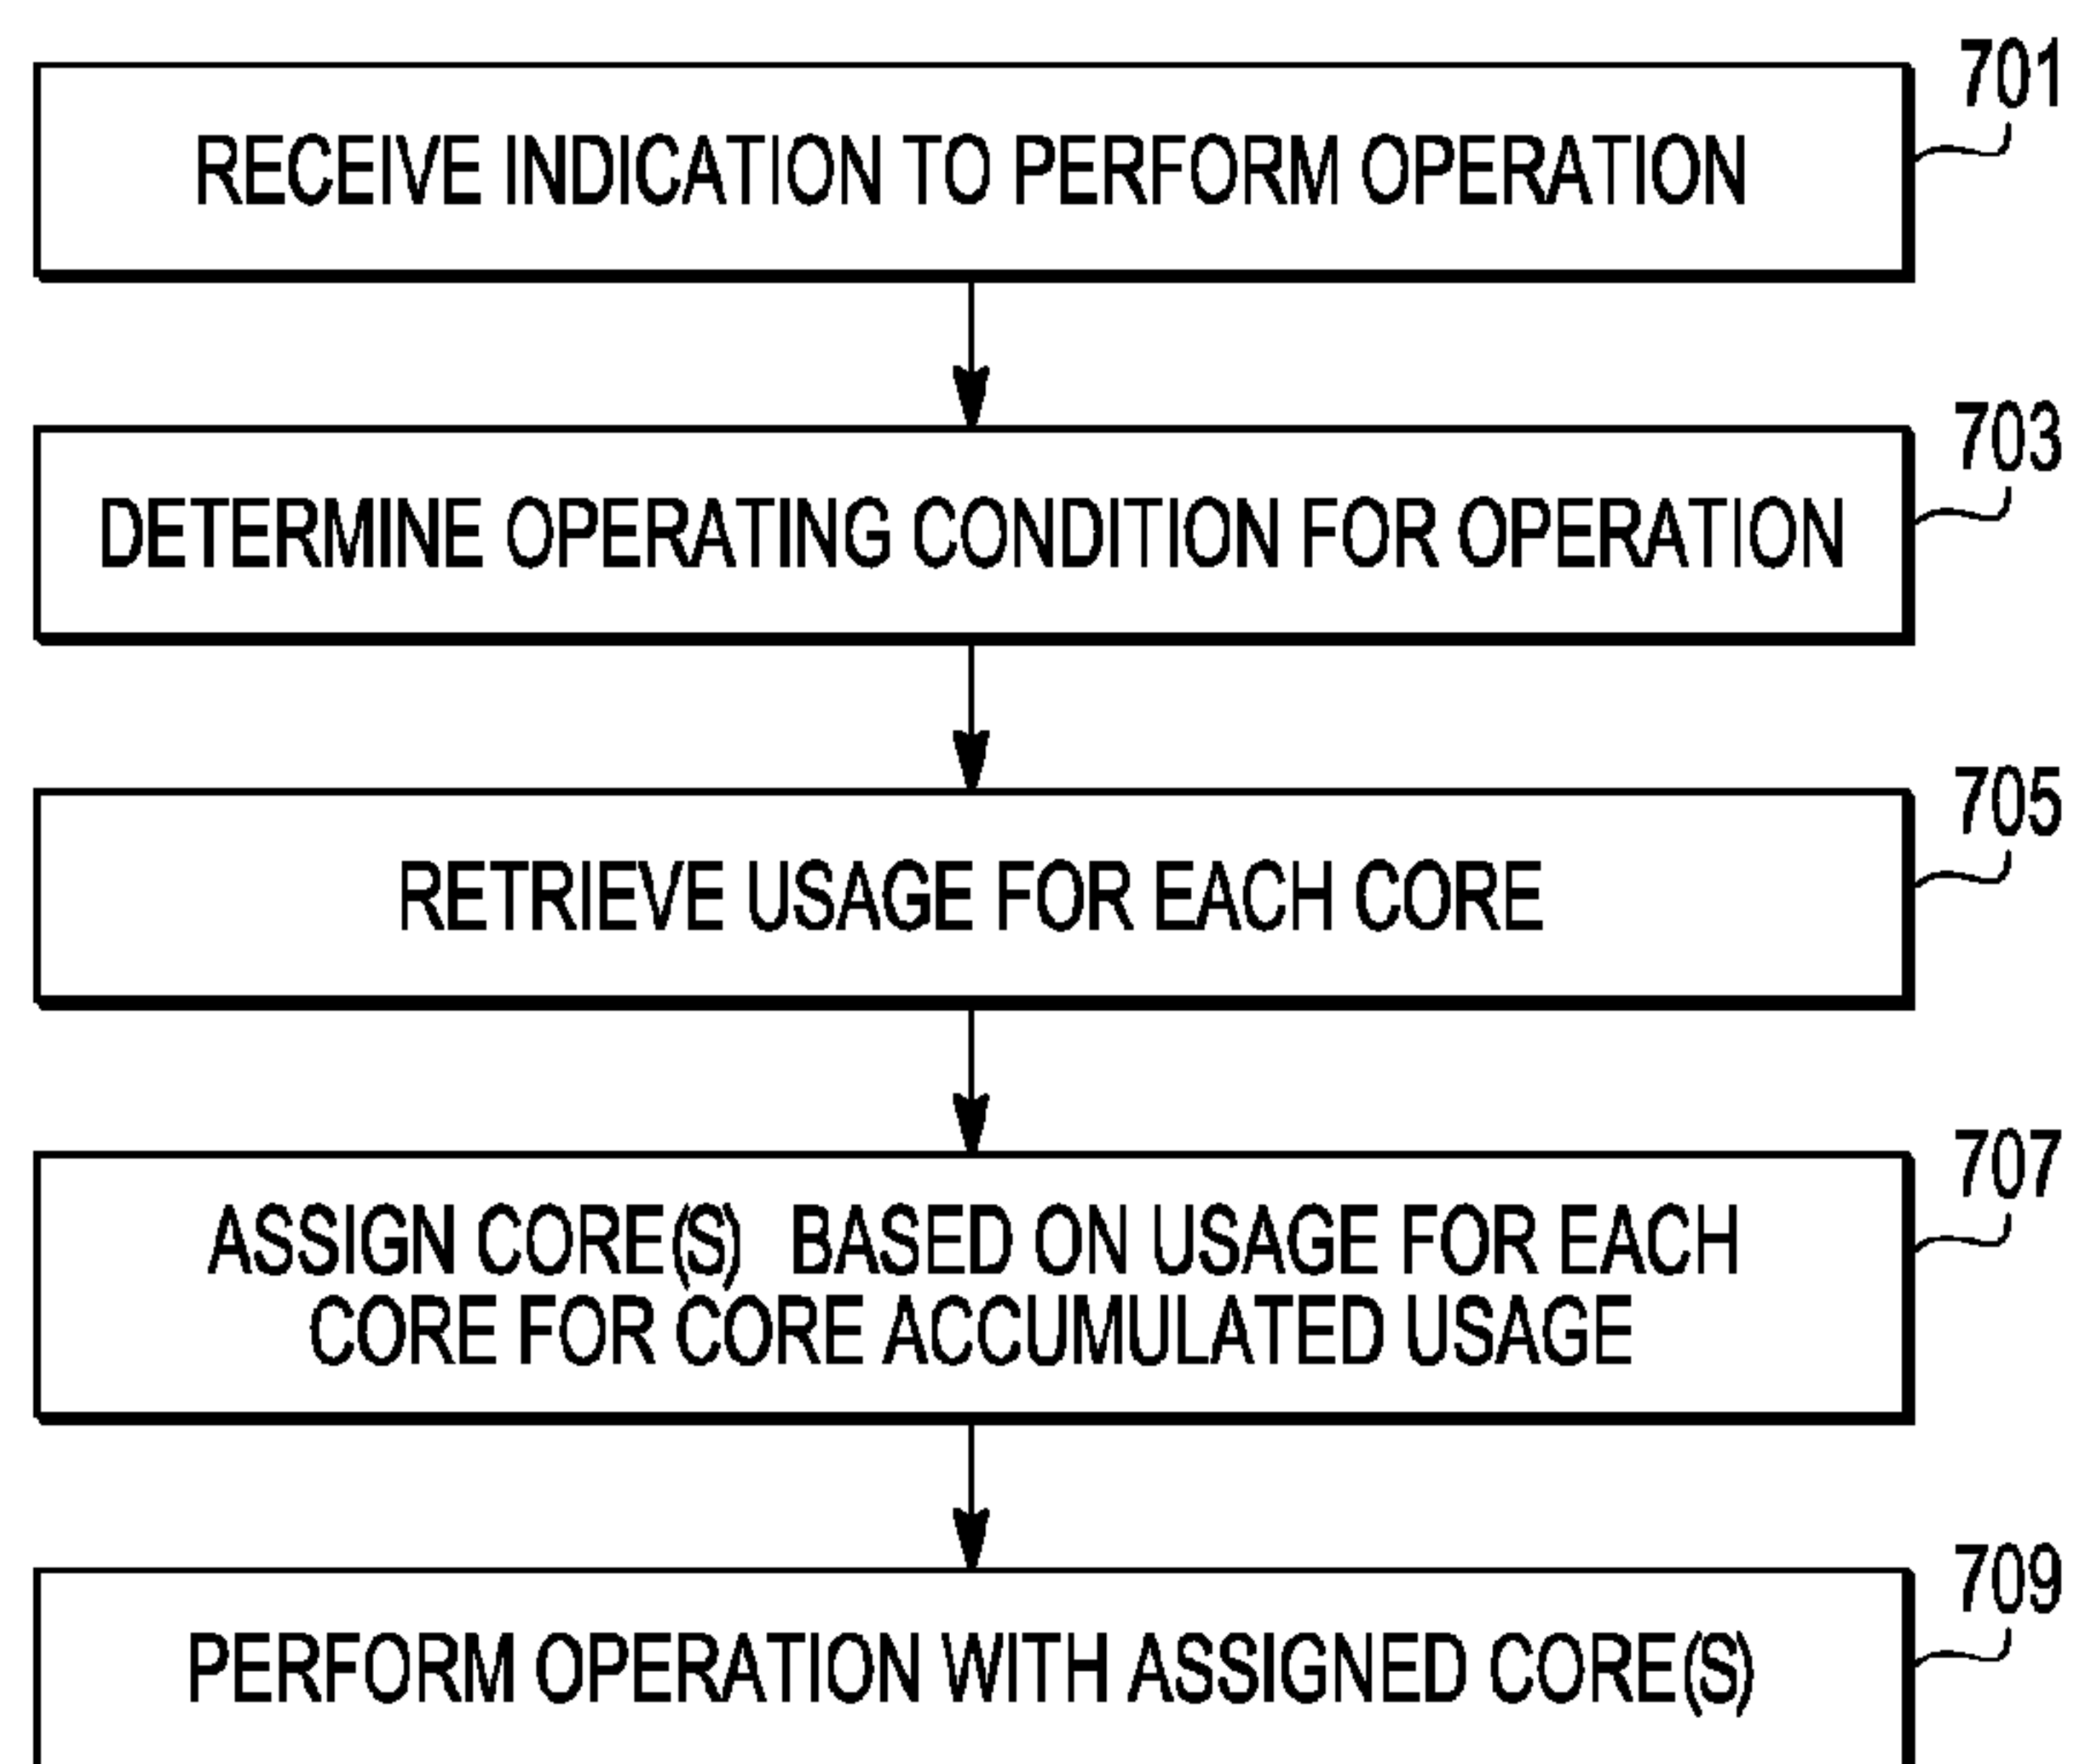 701
RECEIVE INDICATION TO PERFORM OPERATION
703
DETERMINE OPERATING CONDITION FOR OPERATION
705
RETRIEVE USAGE FOR EACH CORE
707
ASSIGN CORE(S) BASED ON USAGE FOR EACH
CORE FOR CORE ACCUMULATED USAGE
709
PERFORM OPERATION WITH ASSIGNED CORE(S)